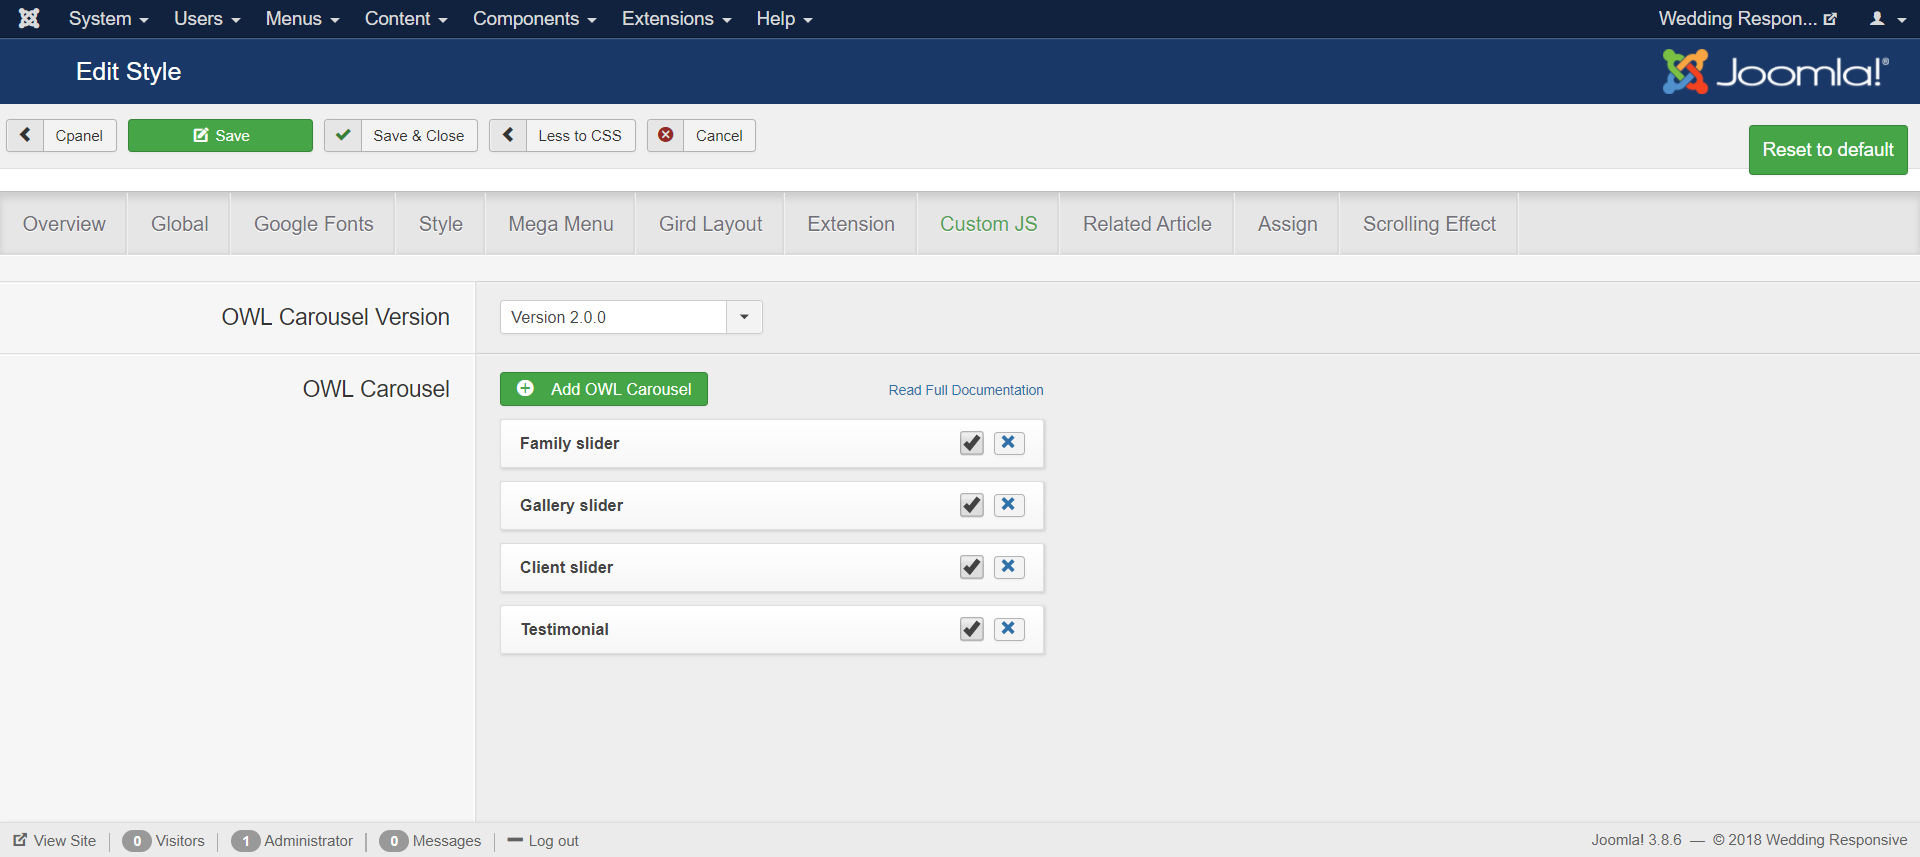 System Users Menus Content Components Extensions Help Wedding Respon...
Edit Style
Joomla!®
Cpanel Save Save & Close Less to CSS Cancel
Reset to default
Overview Global Google Fonts Style Mega Menu Gird Layout Extension Custom JS Related Article Assign Scrolling Effect
OWL Carousel Version Version 2.0.0
OWL Carousel Add OWL Carousel Read Full Documentation
Family slider
Gallery slider
Client slider
Testimonial
View Site 0 Visitors 1 Administrator 0 Messages Log out Joomla! 3.8.6 — © 2018 Wedding Responsive